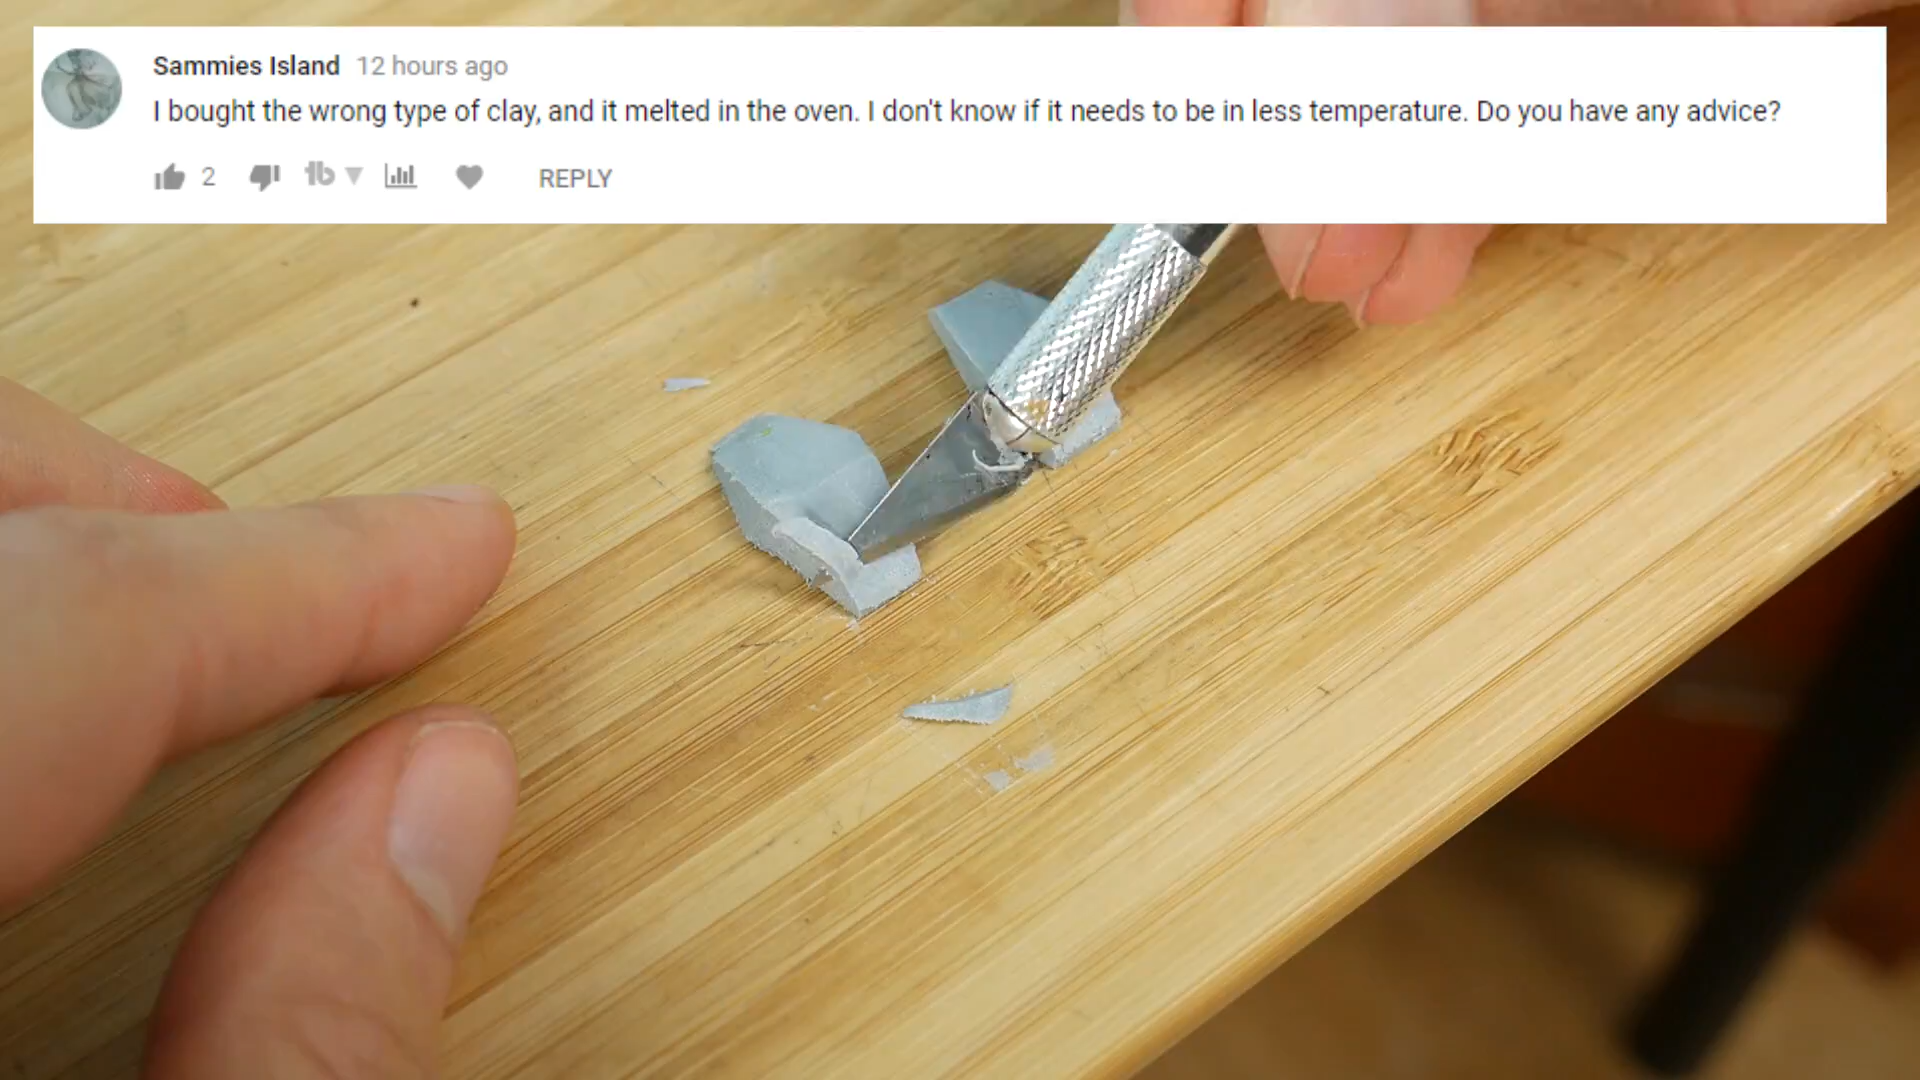 Sammies Island 12 hours ago
I bought the wrong type of clay, and it melted in the oven. I don't know if it needs to be in less temperature. Do you have any advice?
2 tb REPLY